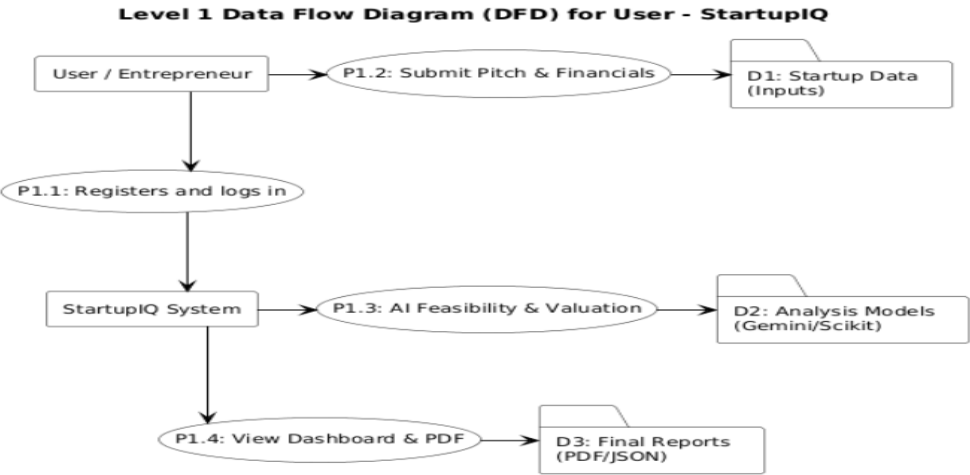 Level 1 Data Flow Diagram (DFD) for User - StartupIQ
User / Entrepreneur
P1.2: Submit Pitch & Financials
D1: Startup Data
(Inputs)
P1.1: Registers and logs in
StartupIQ System
P1.3: AI Feasibility & Valuation
D2: Analysis Models
(Gemini/Scikit)
P1.4: View Dashboard & PDF
D3: Final Reports
(PDF/JSON)